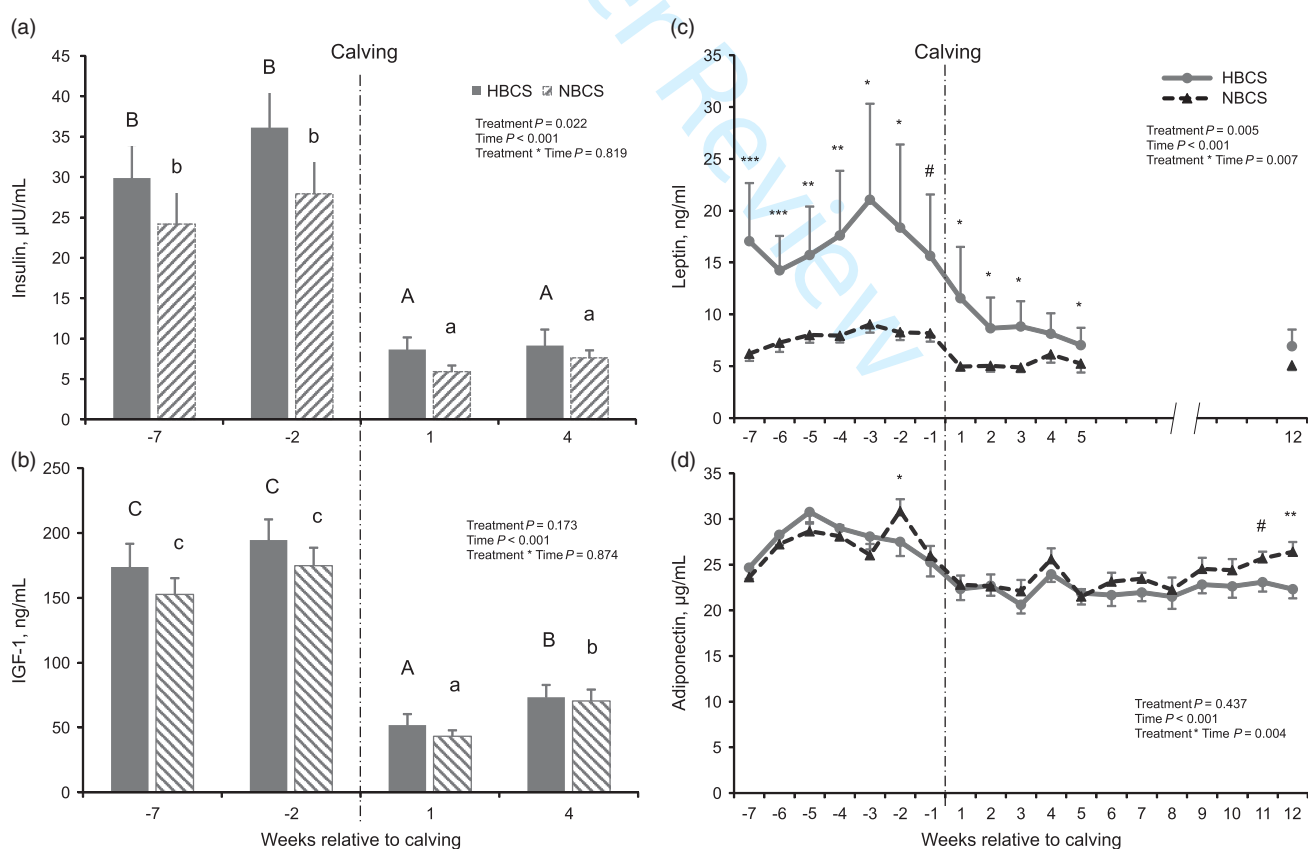 (a)
Calving
Insulin, µIU/mL
45
40
35
30
25
20
15
10
5
0
B
b
B
b
A
a
A
a
HBCS NBCS
Treatment P = 0.022
Time P < 0.001
Treatment * Time P = 0.819
-7 -2 1 4
(b)
IGF-1, ng/mL
250
200
150
100
50
0
C
c
C
c
A
a
B
b
Treatment P = 0.173
Time P < 0.001
Treatment * Time P = 0.874
-7 -2 1 4
Weeks relative to calving
(c)
Calving
Leptin, ng/ml
35
30
25
20
15
10
5
0
*** *** ** ** * * # * * * *
HBCS
NBCS
Treatment P = 0.005
Time P < 0.001
Treatment * Time P = 0.007
-7 -6 -5 -4 -3 -2 -1 1 2 3 4 5 12
(d)
Adiponectin, µg/mL
35
30
25
20
15
10
5
0
* # **
Treatment P = 0.437
Time P < 0.001
Treatment * Time P = 0.004
-7 -6 -5 -4 -3 -2 -1 1 2 3 4 5 6 7 8 9 10 11 12
Weeks relative to calving
er Review